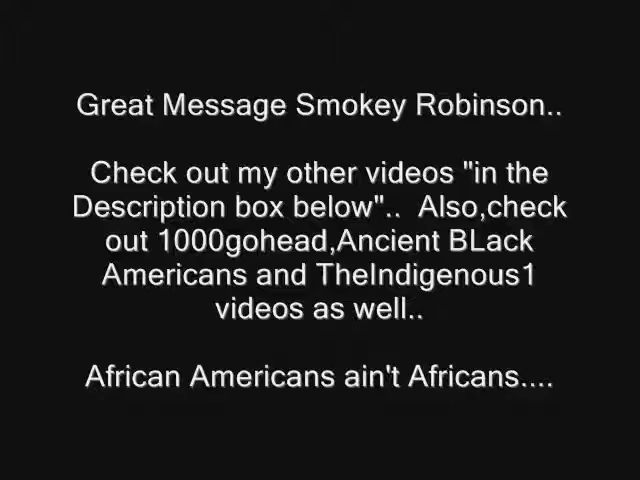 Great Message Smokey Robinson..
Check out my other videos "in the
Description box below"..  Also,check
out 1000gohead,Ancient BLack
Americans and TheIndigenous1
videos as well..
African Americans ain't Africans....